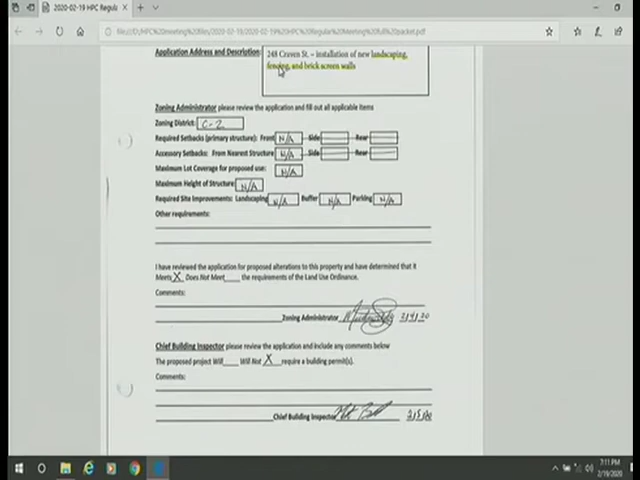 2020-02-19 HPC Regul
Application Address and Description:
248 Craven St. – installation of new landscaping,
fencing, and brick screen walls
Zoning Administrator please review the application and fill out all applicable items
Zoning District: C-2
Required Setbacks (primary structure): Front N/A Side Rear
Accessory Setbacks: From Nearest Structure N/A Side Rear
Maximum Lot Coverage for proposed use: N/A
Maximum Height of Structure: N/A
Required Site Improvements: Landscaping N/A Buffer N/A Parking N/A
Other requirements:
I have reviewed the application for proposed alterations to this property and have determined that it
Meets X Does Not Meet the requirements of the Land Use Ordinance.
Comments:
Zoning Administrator
Chief Building Inspector please review the application and include any comments below
The proposed project Will Will Not X require a building permit(s).
Comments:
Chief Building Inspector
7:11 PM
2/19/2020